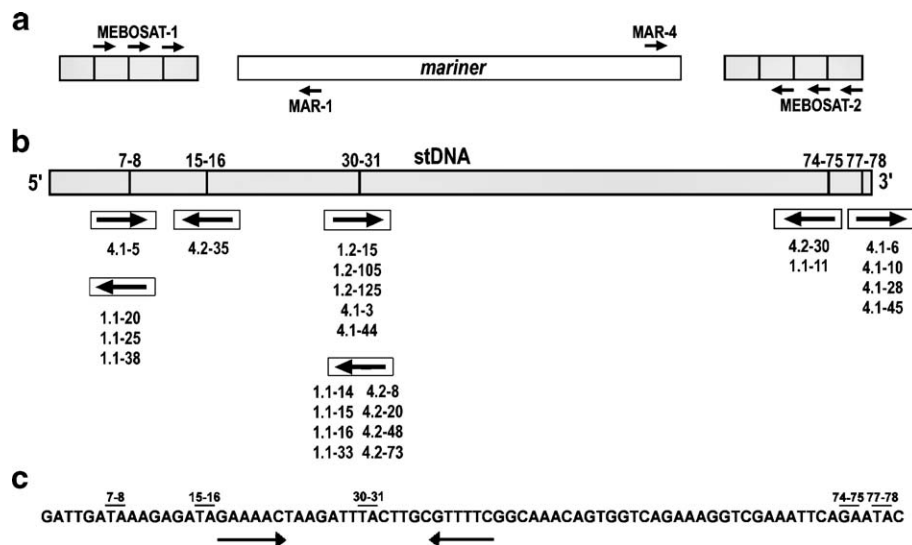 a
MEBOSAT-1
MAR-4
mariner
MAR-1
MEBOSAT-2
b
stDNA
7-8 15-16 30-31 74-75 77-78
5' 3'
4.1-5 4.2-35 1.2-15 4.2-30 4.1-6
1.2-105 1.1-11 4.1-10
1.2-125 4.1-28
4.1-3 4.1-45
4.1-44
1.1-20
1.1-25
1.1-38
1.1-14 4.2-8
1.1-15 4.2-20
1.1-16 4.2-48
1.1-33 4.2-73
c
7-8 15-16 30-31 74-75 77-78
GATTGATAAAGAGATAGAAAACTAAGATTTACTTGCGTTTTCGGCAAACAGTGGTCAGAAAGGTCGAAATTCAGAATAC